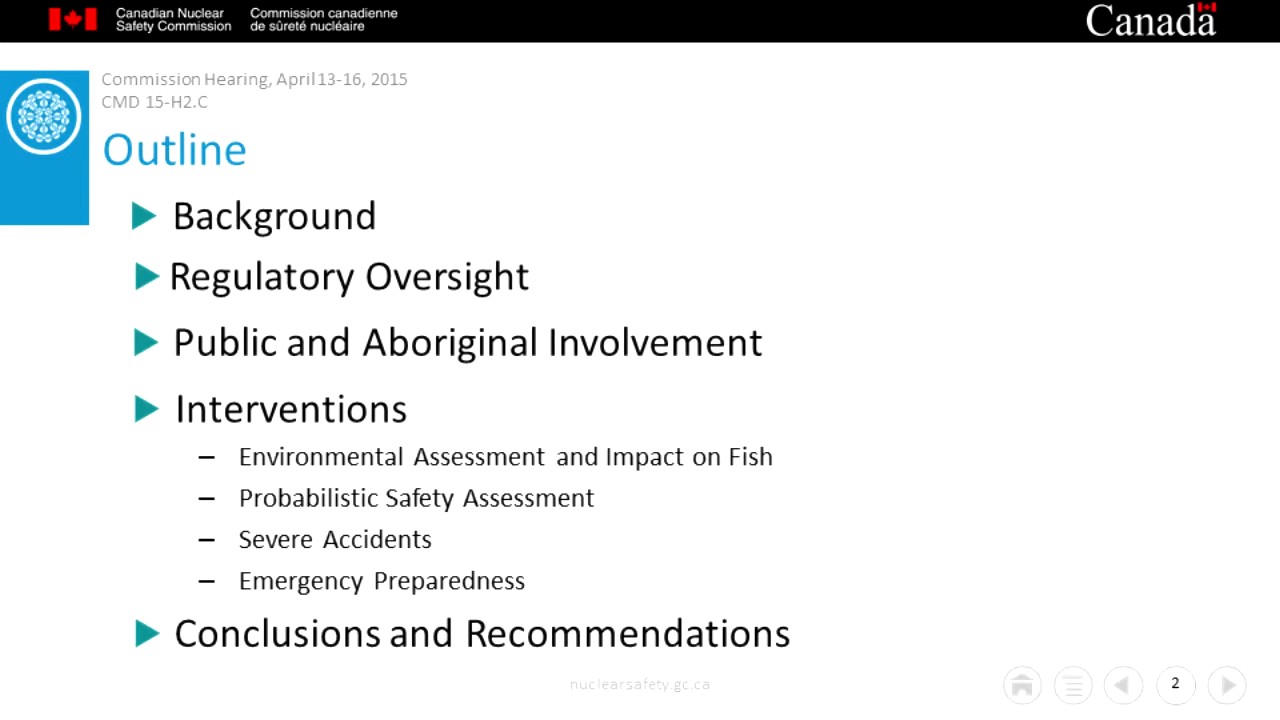 Canadian Nuclear Safety Commission
Commission canadienne de sûreté nucléaire
Canada
Commission Hearing, April 13-16, 2015
CMD 15-H2.C
Outline
Background
Regulatory Oversight
Public and Aboriginal Involvement
Interventions
– Environmental Assessment and Impact on Fish
– Probabilistic Safety Assessment
– Severe Accidents
– Emergency Preparedness
Conclusions and Recommendations
nuclearsafety.gc.ca
2